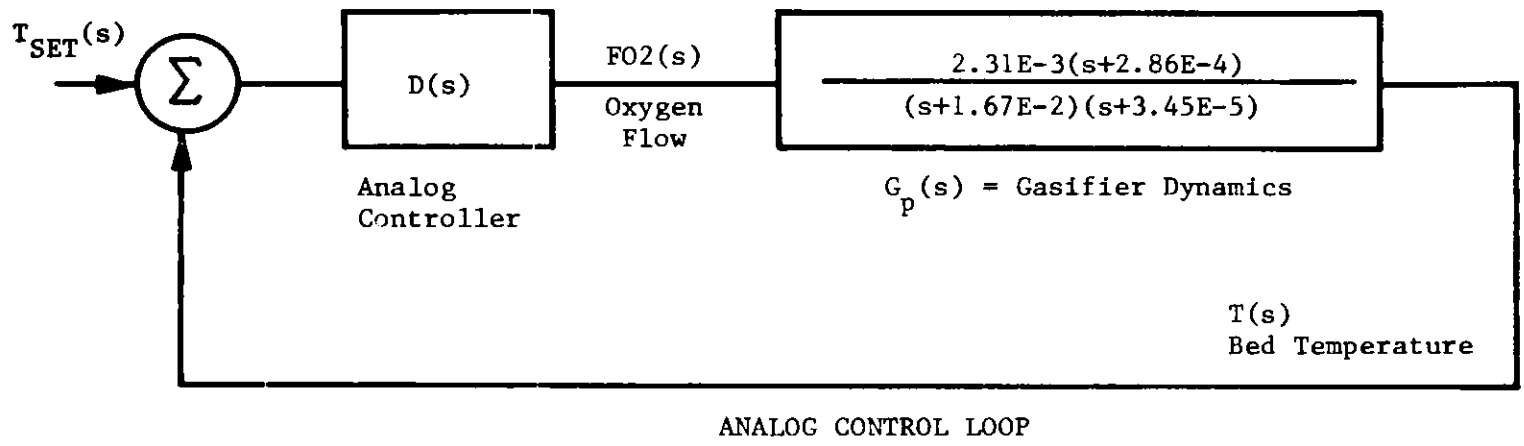 T_SET(s)
Σ
D(s)
FO2(s)
Oxygen
Flow
2.31E-3(s+2.86E-4)
(s+1.67E-2)(s+3.45E-5)
Analog
Controller
G_p(s) = Gasifier Dynamics
T(s)
Bed Temperature
ANALOG CONTROL LOOP